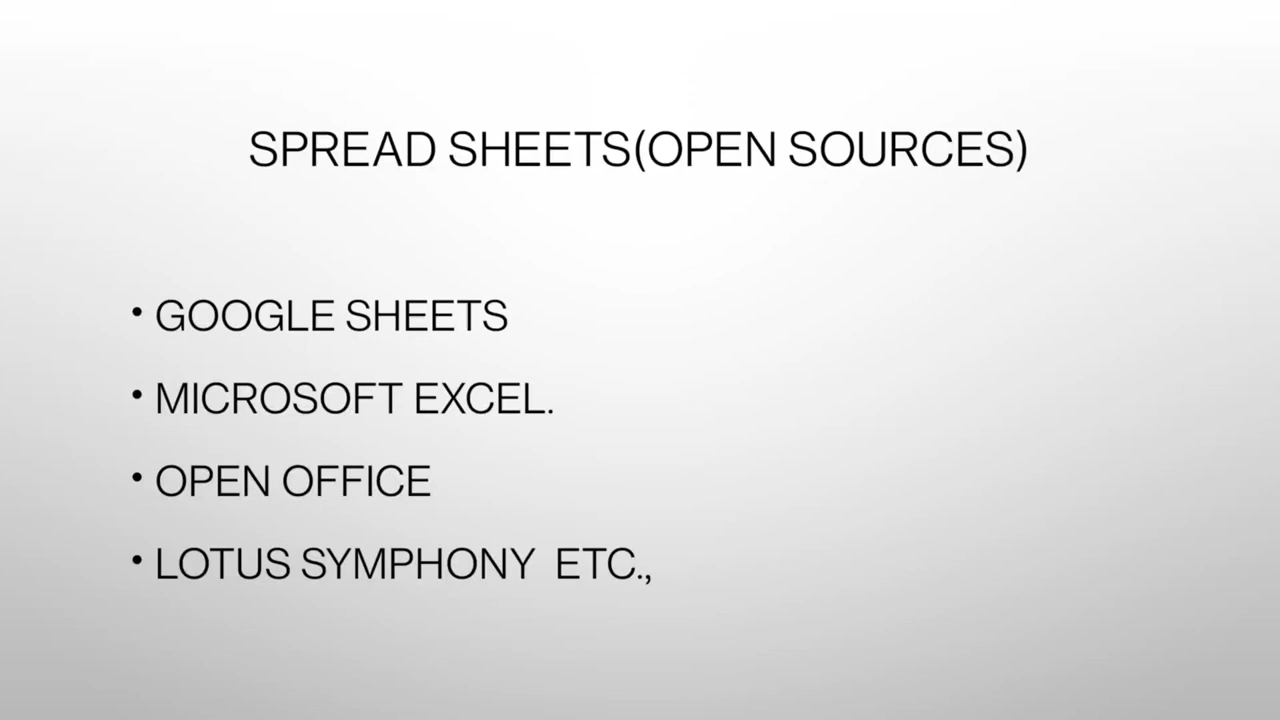 SPREAD SHEETS(OPEN SOURCES)
• GOOGLE SHEETS
• MICROSOFT EXCEL.
• OPEN OFFICE
• LOTUS SYMPHONY  ETC.,